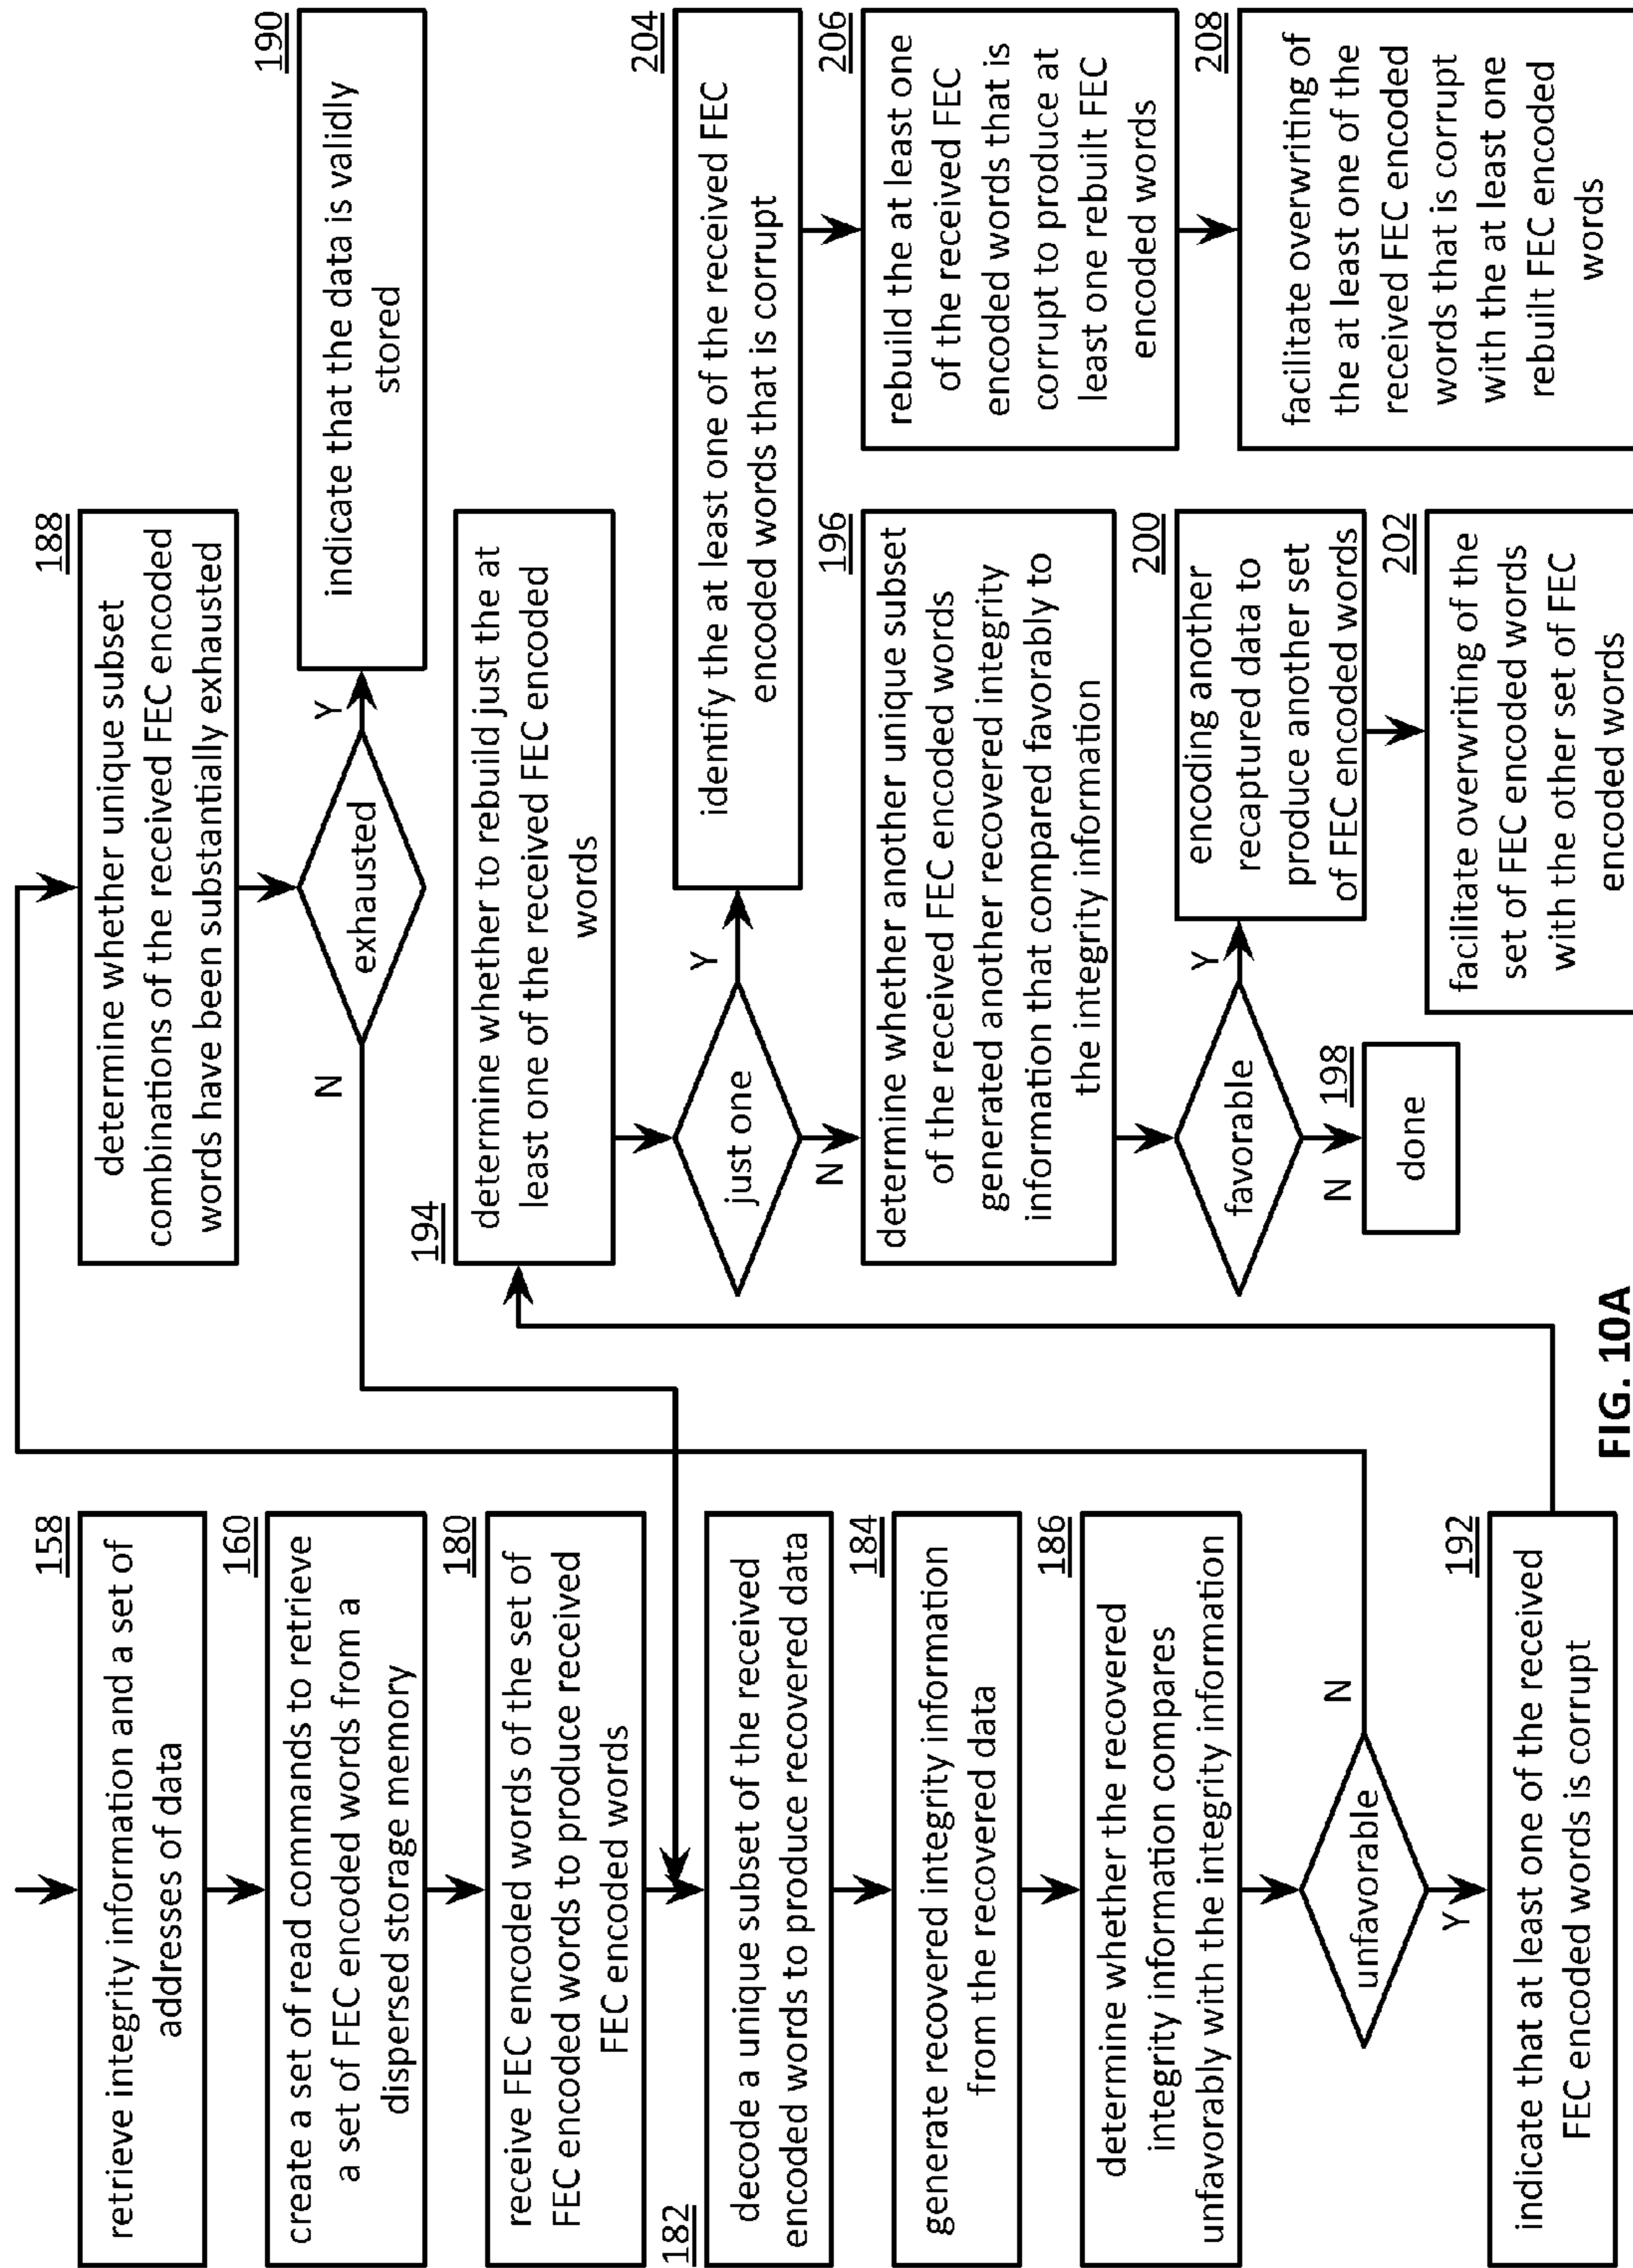 158
retrieve integrity information and a set of
addresses of data
160
create a set of read commands to retrieve
a set of FEC encoded words from a
dispersed storage memory
180
receive FEC encoded words of the set of
FEC encoded words to produce received
FEC encoded words
182
decode a unique subset of the received
encoded words to produce recovered data
184
generate recovered integrity information
from the recovered data
186
determine whether the recovered
integrity information compares
unfavorably with the integrity information
unfavorable
N
Y
192
indicate that at least one of the received
FEC encoded words is corrupt
188
determine whether unique subset
combinations of the received FEC encoded
words have been substantially exhausted
exhausted
N
Y
190
indicate that the data is validly
stored
194
determine whether to rebuild just the at
least one of the received FEC encoded
words
just one
Y
N
204
identify the at least one of the received FEC
encoded words that is corrupt
206
rebuild the at least one
of the received FEC
encoded words that is
corrupt to produce at
least one rebuilt FEC
encoded words
208
facilitate overwriting of
the at least one of the
received FEC encoded
words that is corrupt
with the at least one
rebuilt FEC encoded
words
196
determine whether another unique subset
of the received FEC encoded words
generated another recovered integrity
information that compared favorably to
the integrity information
favorable
Y
N
198
done
200
encoding another
recaptured data to
produce another set
of FEC encoded words
202
facilitate overwriting of the
set of FEC encoded words
with the other set of FEC
encoded words
FIG. 10A